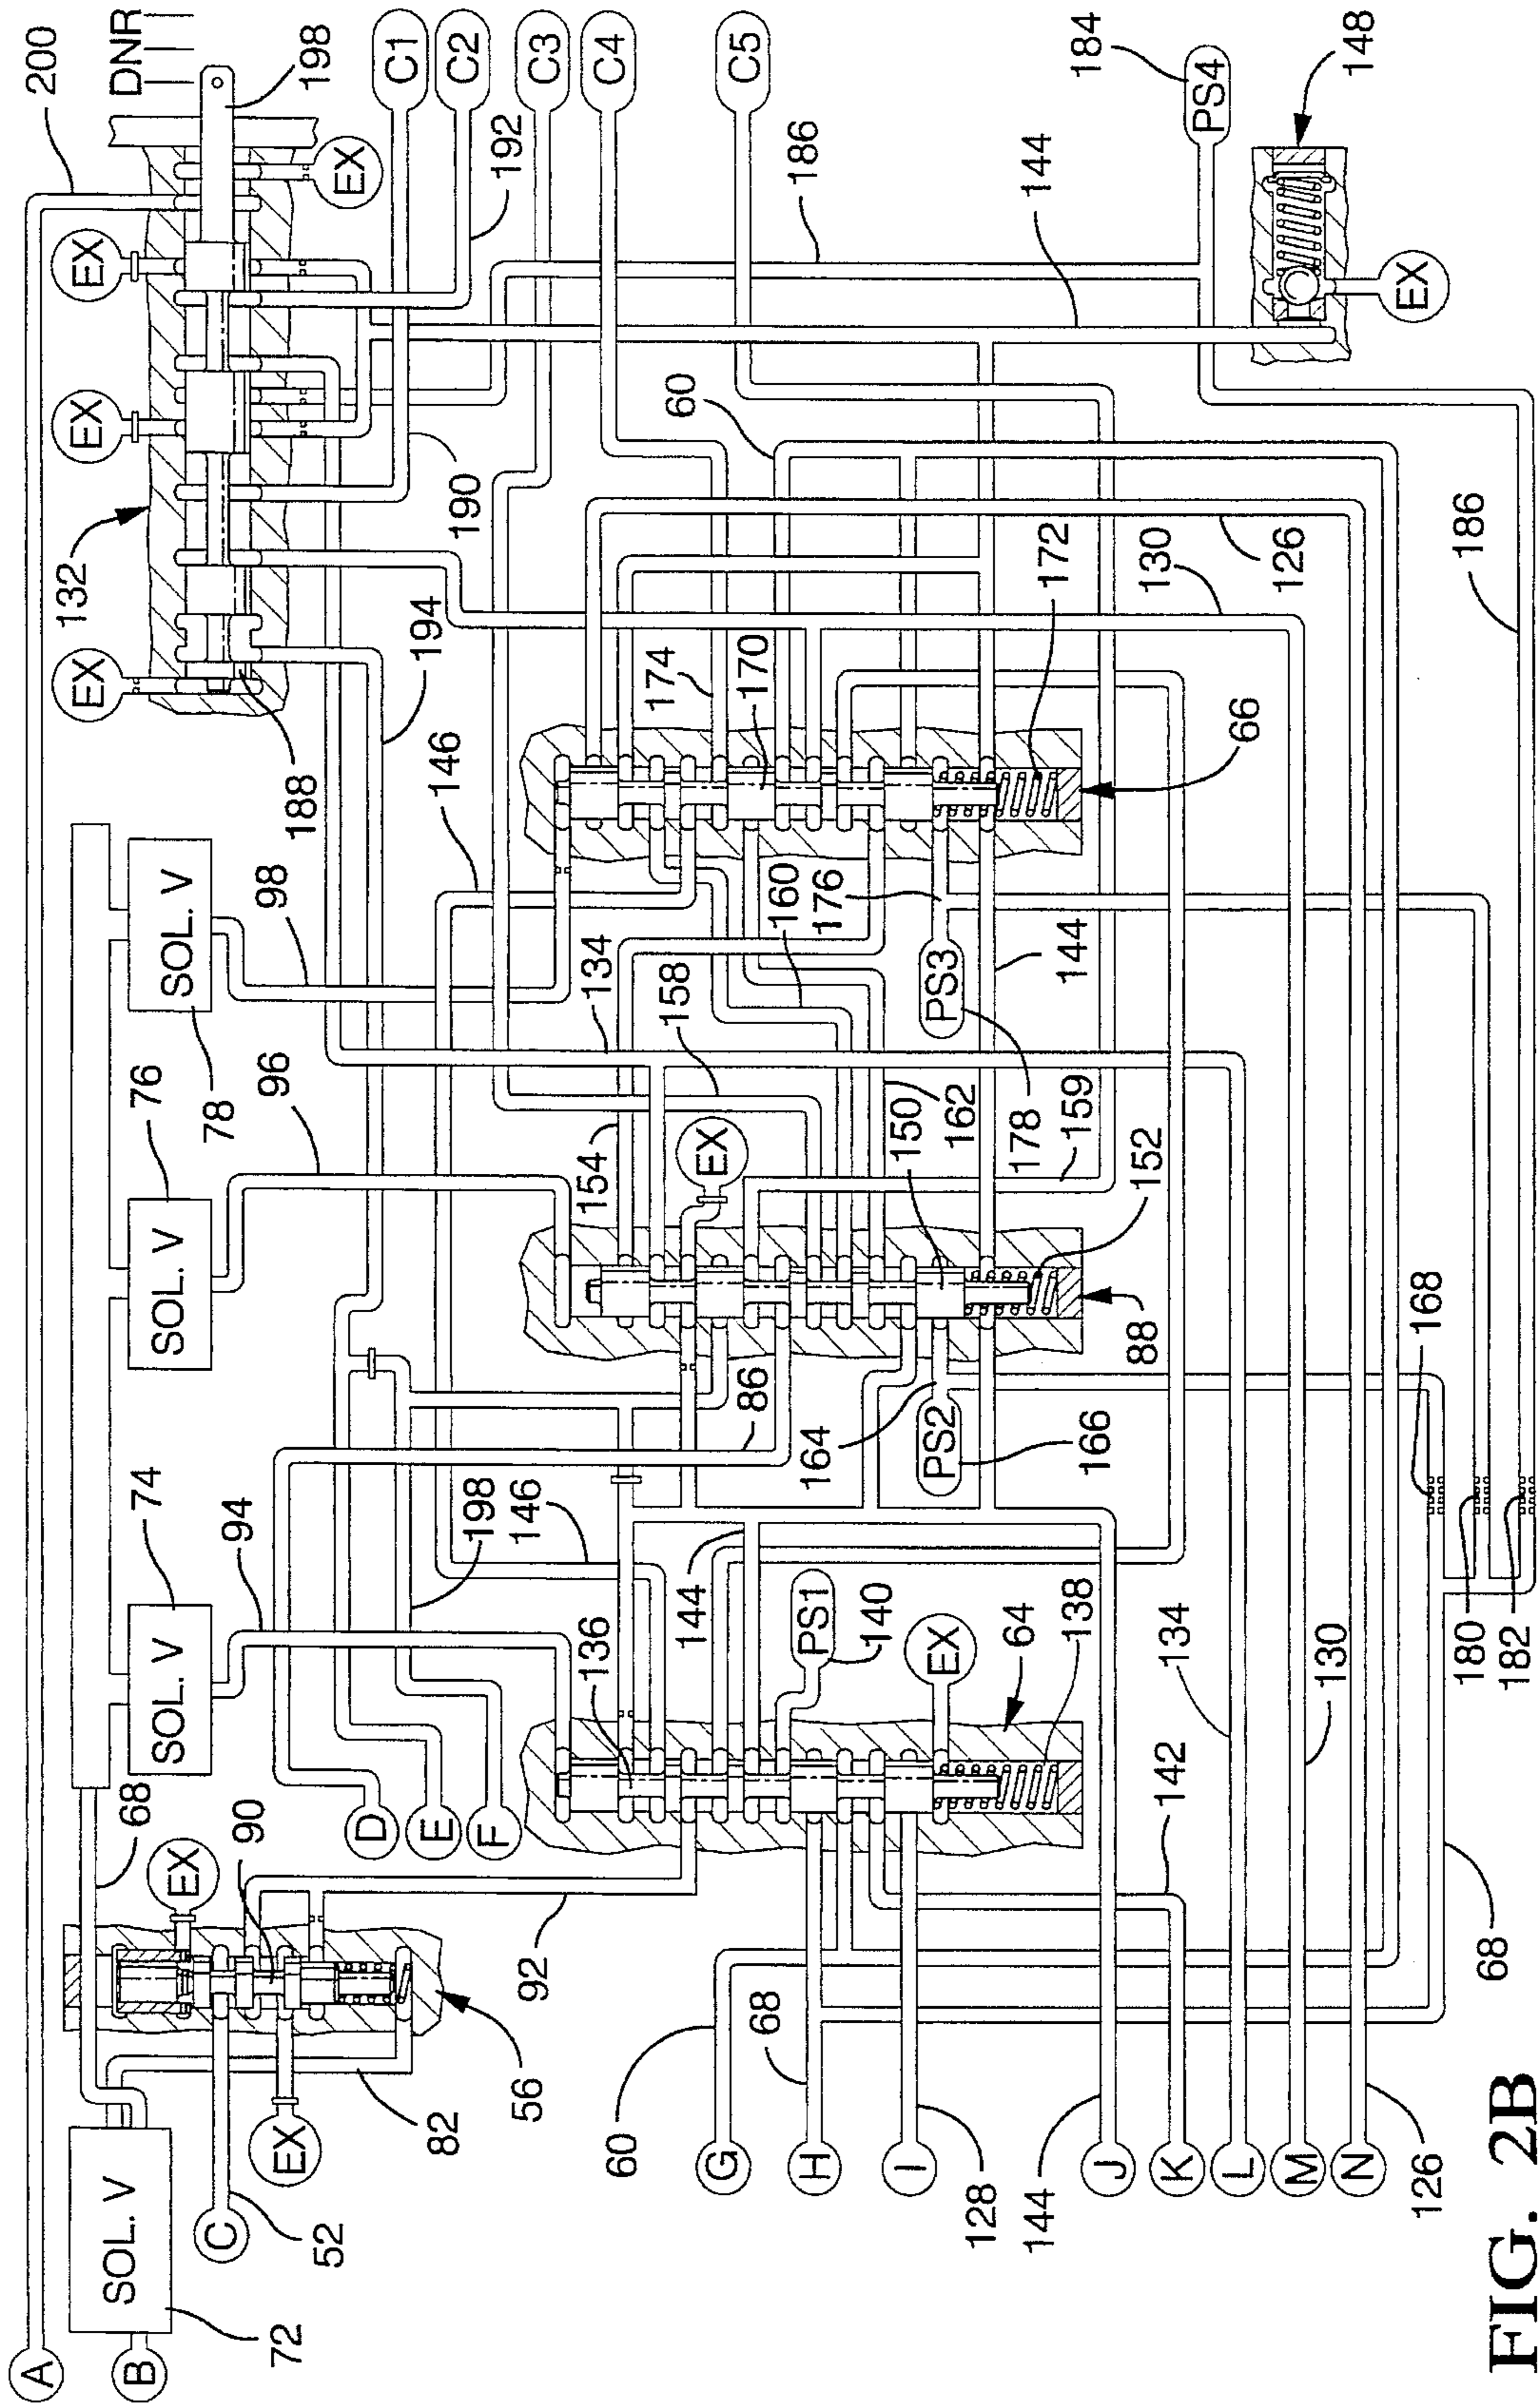 A
B
SOL. V
72
C
52
EX
82
56
EX
90
92
68
SOL. V
74
94
SOL. V
76
96
SOL. V
78
98
D
E
F
198
86
146
144
136
PS1
140
EX
64
138
142
134
130
60
G
68
H
I
128
144
J
K
L
M
N
126
68
180
182
168
164
PS2
166
88
152
150
159
162
EX
154
158
134
160
176
PS3
178
178
144
146
194
188
EX
132
EX
EX
EX
200
DNR
198
C1
C2
C3
C4
C5
192
190
174
170
60
66
172
130
126
186
144
186
184
PS4
148
EX
FIG. 2B